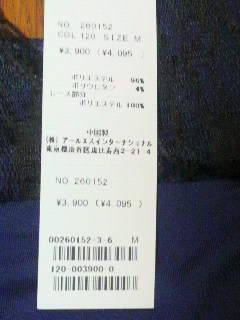 NO. 260152
COL.120 SIZE M
¥3,900 (¥4,095)
ポリエステル 96%
ポリウレタン 4%
レース部分
ポリエステル 100%
中国製
(株) アールエスインターナショナル
東京都渋谷区恵比寿西2-21-4
NO. 260152
¥3,900 (¥4,095)
00260152-3-6 M
120-003900-0